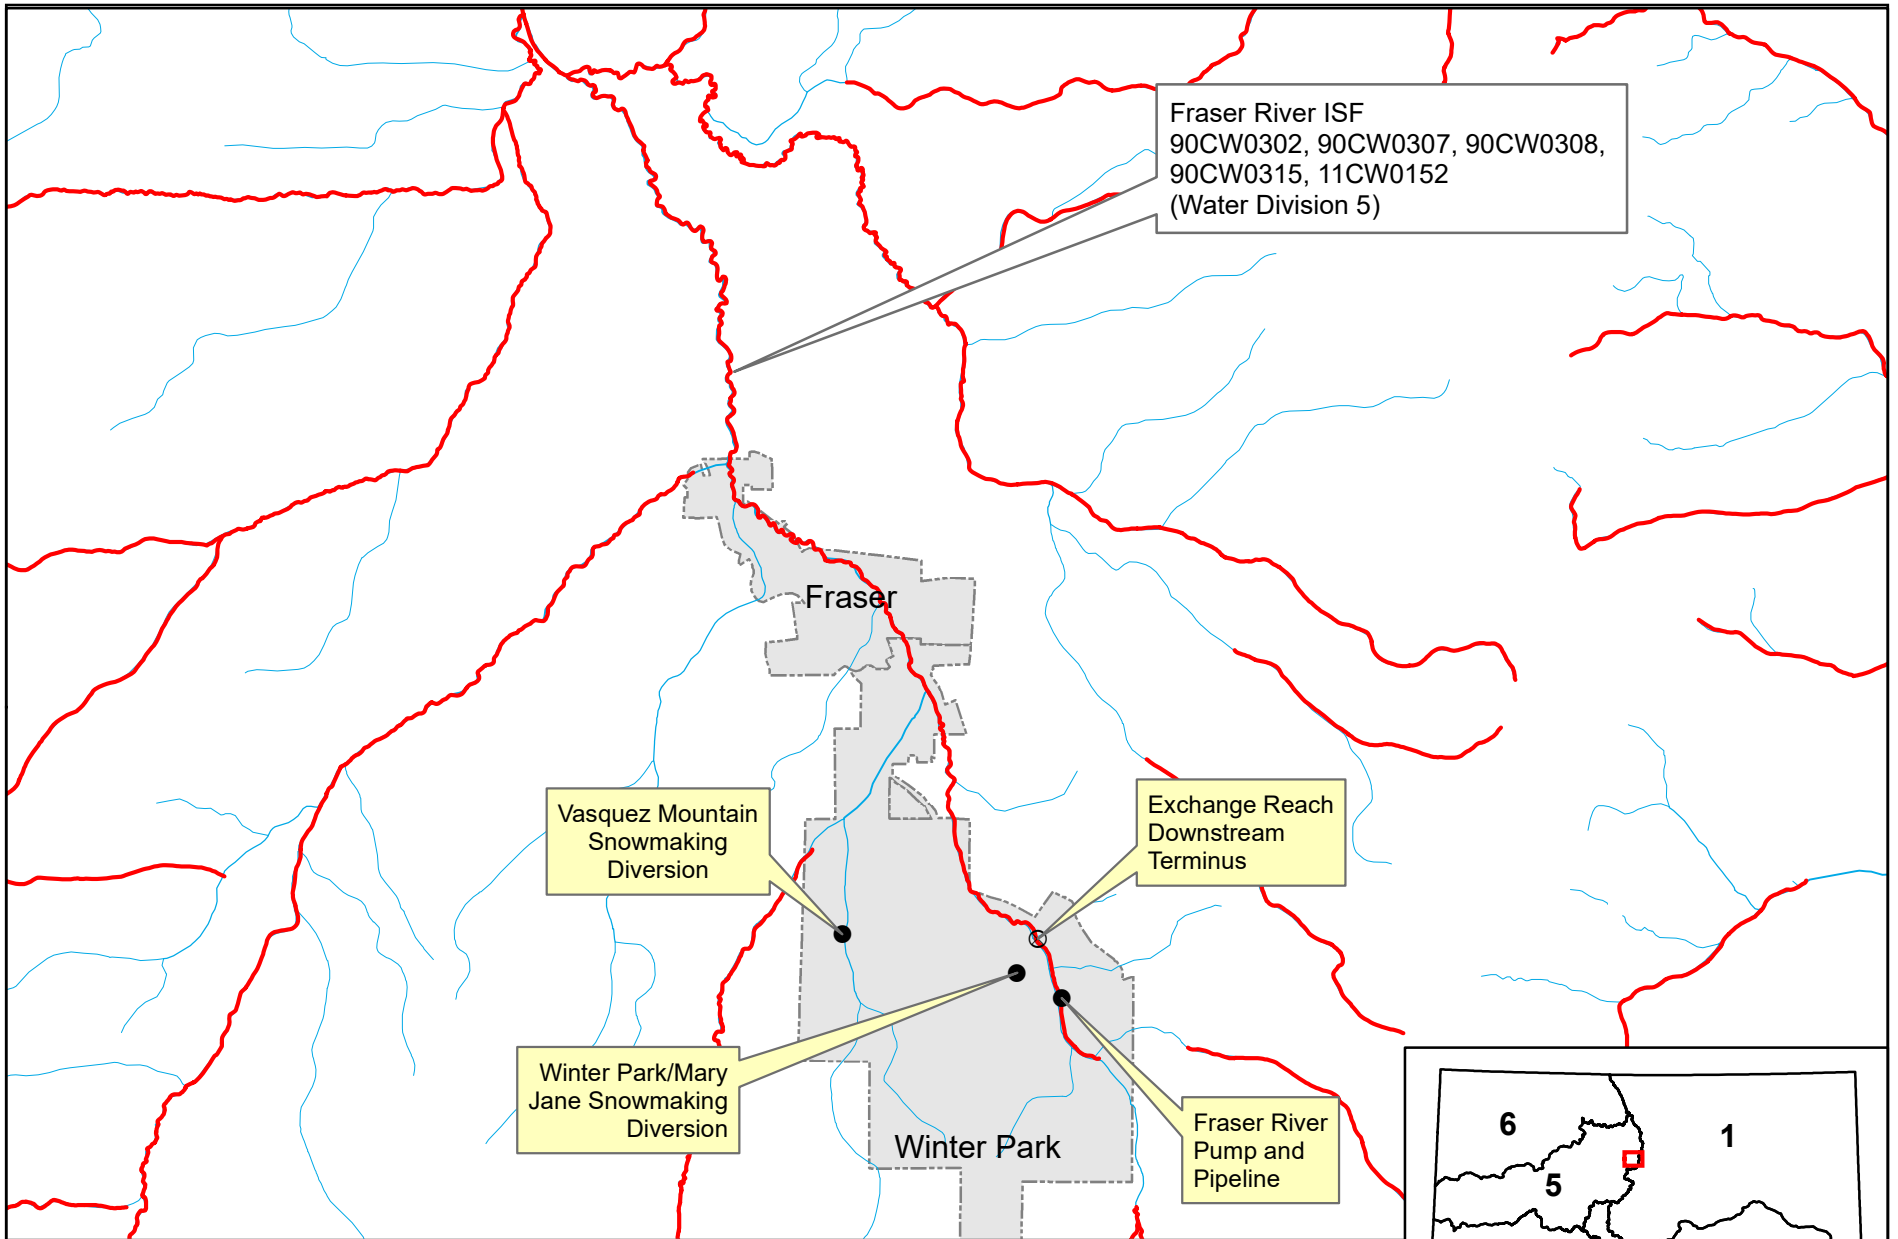 Fraser River ISF
90CW0302, 90CW0307, 90CW0308,
90CW0315, 11CW0152
(Water Division 5)
Fraser
Vasquez Mountain
Snowmaking
Diversion
Exchange Reach
Downstream
Terminus
Winter Park/Mary
Jane Snowmaking
Diversion
Winter Park
Fraser River
Pump and
Pipeline
6
1
5